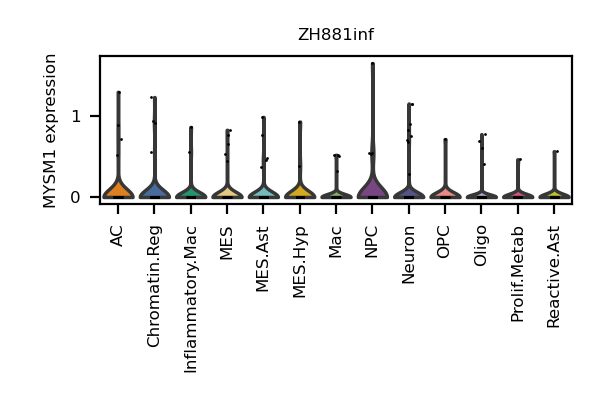 ZH881inf
MYSM1 expression
1
0
AC
Chromatin.Reg
Inflammatory.Mac
MES
MES.Ast
MES.Hyp
Mac
NPC
Neuron
OPC
Oligo
Prolif.Metab
Reactive.Ast